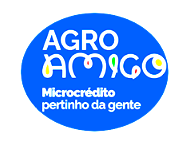 AGRO
AMIGO
Microcrédito
pertinho da gente